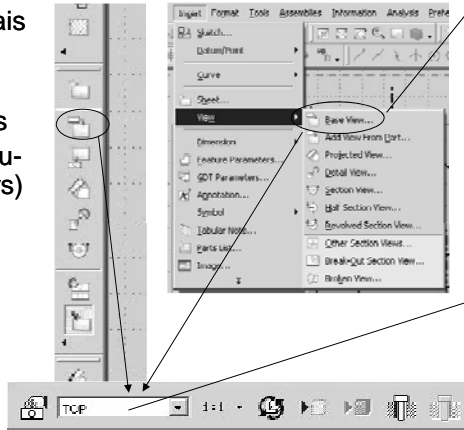 ais
s
u-
rs)
Insert Format Tools Assemblies Information Analysis Prefe
Sketch...
Datum/Point
Curve
Sheet...
View
Dimension
Feature Parameters...
GDT Parameters...
Annotation...
Symbol
Tabular Note...
Parts List...
Image...
Base View...
Add View From Part...
Projected View...
Detail View...
Section View...
Half Section View...
Revolved Section View...
Other Section Views...
Break-Out Section View...
Broken View...
TOP
1:1